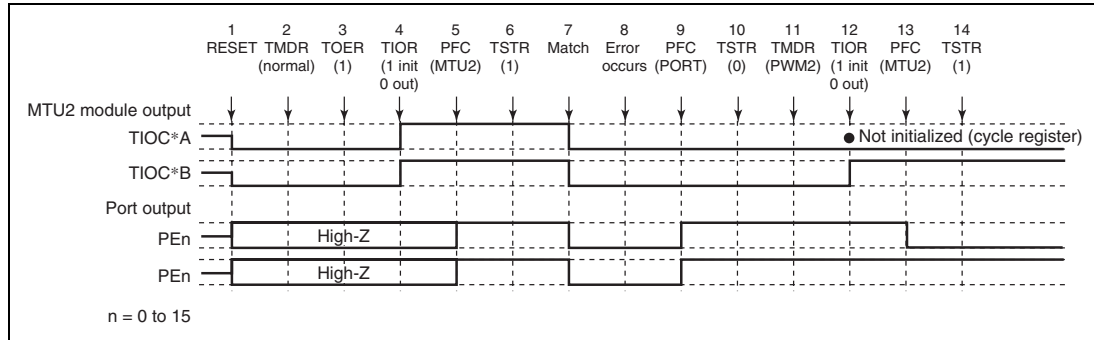 1 2 3 4 5 6 7 8 9 10 11 12 13 14
RESET TMDR TOER TIOR PFC TSTR Match Error PFC TSTR TMDR TIOR PFC TSTR
(normal) (1) (1 init (MTU2) (1) occurs (PORT) (0) (PWM2) (1 init (MTU2) (1)
0 out) 0 out)
MTU2 module output
TIOC*A ● Not initialized (cycle register)
TIOC*B
Port output
PEn High-Z
PEn High-Z
n = 0 to 15